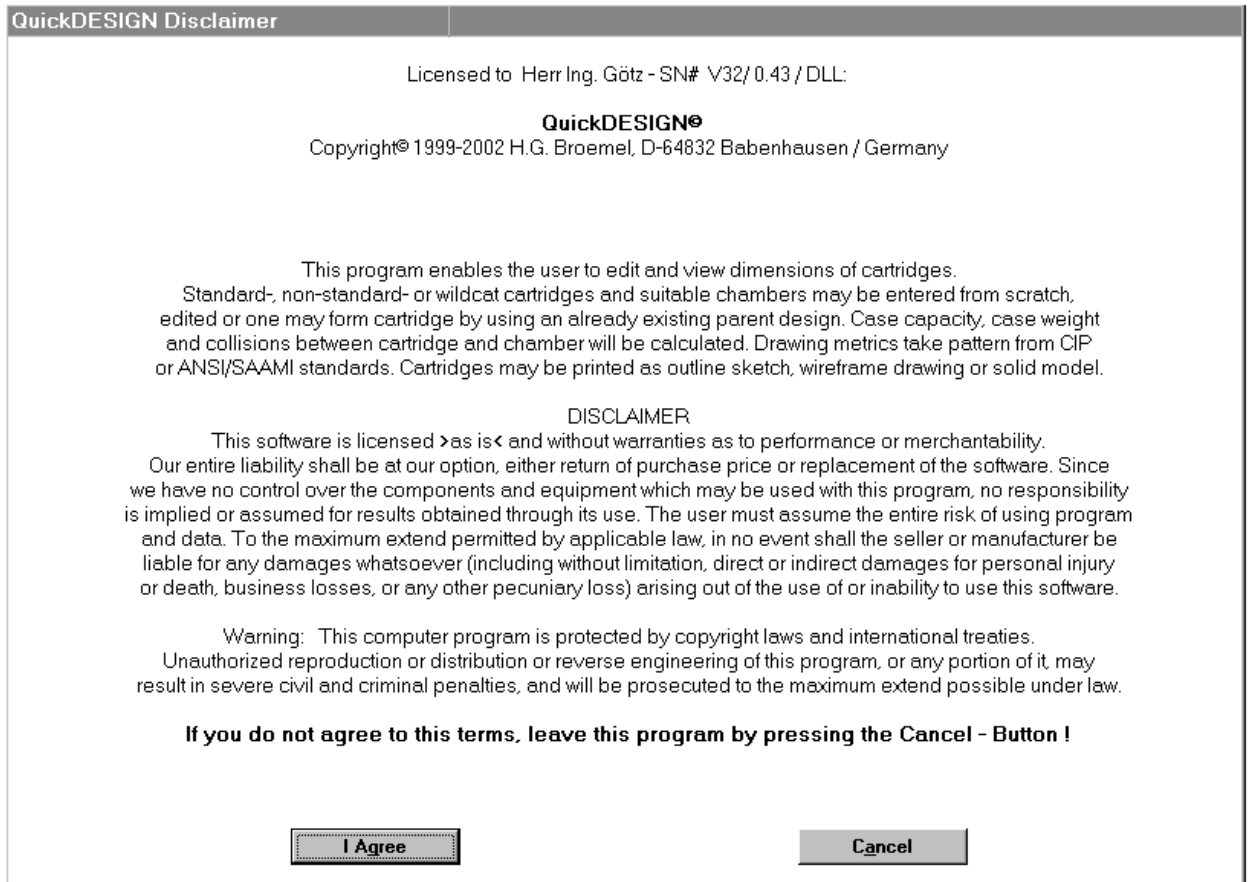 QuickDESIGN Disclaimer
Licensed to  Herr Ing. Götz - SN#  V32/ 0.43 / DLL:
QuickDESIGN©
Copyright© 1999-2002 H.G. Broemel, D-64832 Babenhausen / Germany
This program enables the user to edit and view dimensions of cartridges.
Standard-, non-standard- or wildcat cartridges and suitable chambers may be entered from scratch,
edited or one may form cartridge by using an already existing parent design. Case capacity, case weight
and collisions between cartridge and chamber will be calculated. Drawing metrics take pattern from CIP
or ANSI/SAAMI standards. Cartridges may be printed as outline sketch, wireframe drawing or solid model.
DISCLAIMER
This software is licensed >as is< and without warranties as to performance or merchantability.
Our entire liability shall be at our option, either return of purchase price or replacement of the software. Since
we have no control over the components and equipment which may be used with this program, no responsibility
is implied or assumed for results obtained through its use. The user must assume the entire risk of using program
and data. To the maximum extend permitted by applicable law, in no event shall the seller or manufacturer be
liable for any damages whatsoever (including without limitation, direct or indirect damages for personal injury
or death, business losses, or any other pecuniary loss) arising out of the use of or inability to use this software.
Warning:  This computer program is protected by copyright laws and international treaties.
Unauthorized reproduction or distribution or reverse engineering of this program, or any portion of it, may
result in severe civil and criminal penalties, and will be prosecuted to the maximum extend possible under law.
If you do not agree to this terms, leave this program by pressing the Cancel - Button !
I Agree
Cancel